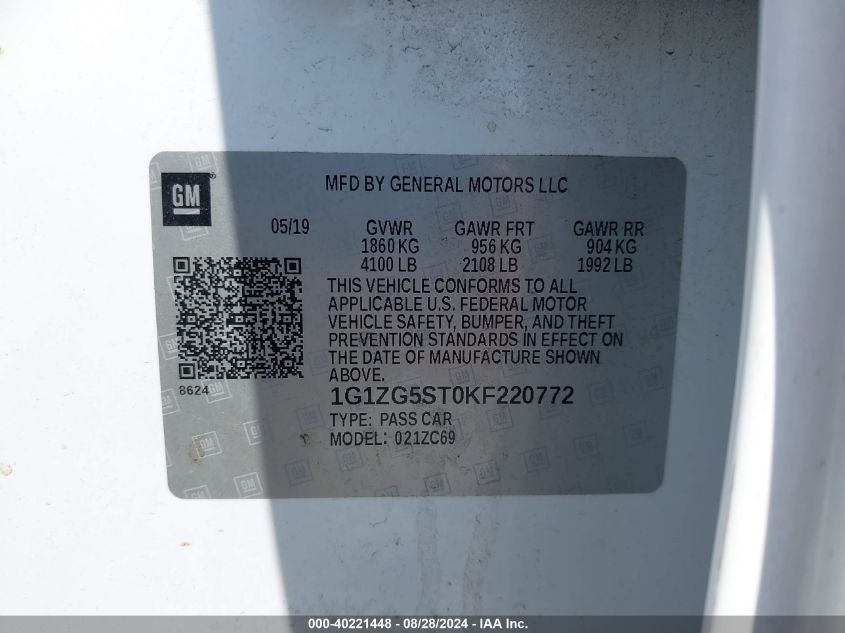 GM
MFD BY GENERAL MOTORS LLC
05/19 GVWR GAWR FRT GAWR RR
1860 KG 956 KG 904 KG
4100 LB 2108 LB 1992 LB
THIS VEHICLE CONFORMS TO ALL
APPLICABLE U.S. FEDERAL MOTOR
VEHICLE SAFETY, BUMPER, AND THEFT
PREVENTION STANDARDS IN EFFECT ON
THE DATE OF MANUFACTURE SHOWN
ABOVE.
8624
1G1ZG5ST0KF220772
TYPE: PASS CAR
MODEL: 021ZC69
000-40221448 - 08/28/2024 - IAA Inc.